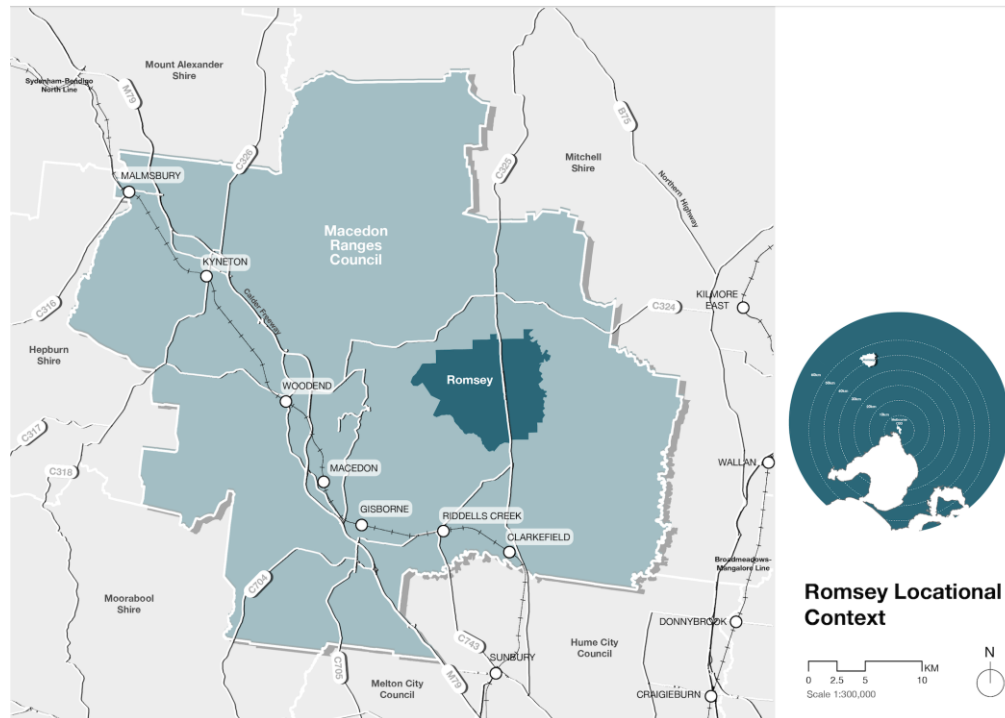 Mount Alexander
Shire
Sydenham-Bendigo
North Line
M79
C326
B75
C325
Mitchell
Shire
MALMSBURY
Northern Highway
Macedon
Ranges
Council
KYNETON
Calder Freeway
KILMORE
EAST
C316
C324
Hepburn
Shire
Romsey
WOODEND
C317
C318
MACEDON
WALLAN
GISBORNE
RIDDELLS CREEK
CLARKEFIELD
Broadmeadows-
Mangalore Line
C704
Moorabool
Shire
DONNYBROOK
Hume City
Council
C743
SUNBURY
C705
M79
Melton City
Council
CRAIGIEBURN
Romsey Locational
Context
N
0 2.5 5 10 KM
Scale 1:300,000